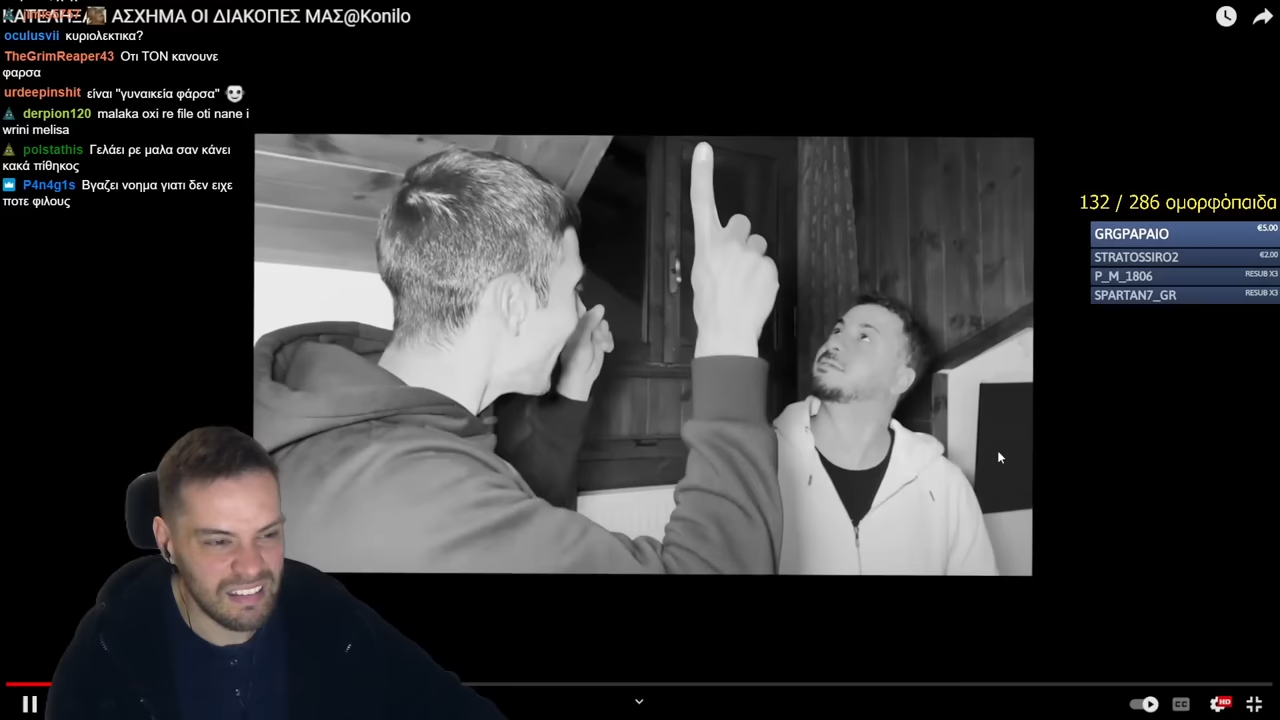 ΑΣΧΗΜΑ ΟΙ ΔΙΑΚΟΠΕΣ ΜΑΣ@Konilo
oculusvii κυριολεκτικα?
TheGrimReaper43 Οτι ΤΟΝ κανουνε
φαρσα
urdeepinshit είναι "γυναικεία φάρσα"
derpion120 malaka oxi re file oti nane i
wrini melisa
polstathis Γελάει ρε μαλα σαν κάνει
κακά πίθηκος
P4n4g1s Βγαζει νοημα γιατι δεν ειχε
ποτε φιλους
132 / 286 ομορφόπαιδα
GRGPAPAIO €5.00
STRATOSSIRO2 €2.00
P_M_1806 RESUB X3
SPARTAN7_GR RESUB X3
CC
HD